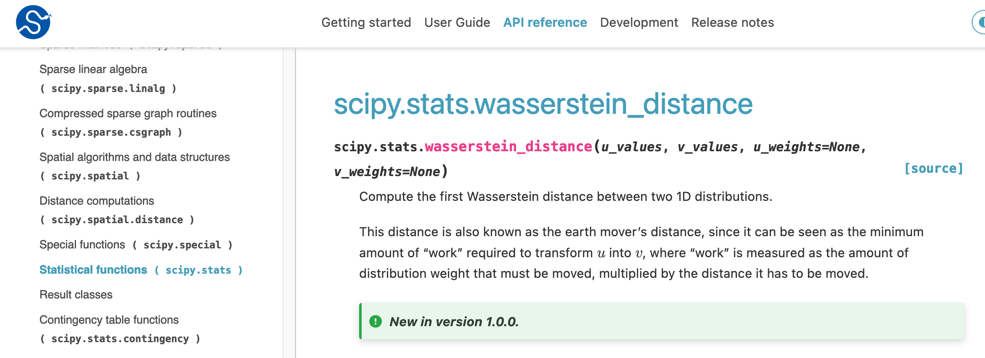 Getting started User Guide API reference Development Release notes
Sparse linear algebra
( scipy.sparse.linalg )
Compressed sparse graph routines
( scipy.sparse.csgraph )
Spatial algorithms and data structures
( scipy.spatial )
Distance computations
( scipy.spatial.distance )
Special functions ( scipy.special )
Statistical functions ( scipy.stats )
Result classes
Contingency table functions
( scipy.stats.contingency )
scipy.stats.wasserstein_distance
scipy.stats.wasserstein_distance(u_values, v_values, u_weights=None,
v_weights=None)
[source]
Compute the first Wasserstein distance between two 1D distributions.
This distance is also known as the earth mover’s distance, since it can be seen as the minimum
amount of “work” required to transform u into v, where “work” is measured as the amount of
distribution weight that must be moved, multiplied by the distance it has to be moved.
New in version 1.0.0.